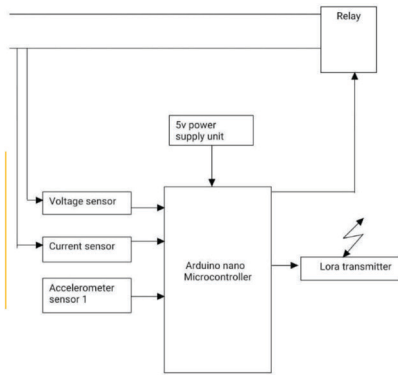 Relay
5v power
supply unit
Voltage sensor
Current sensor
Accelerometer
sensor 1
Arduino nano
Microcontroller
Lora transmitter